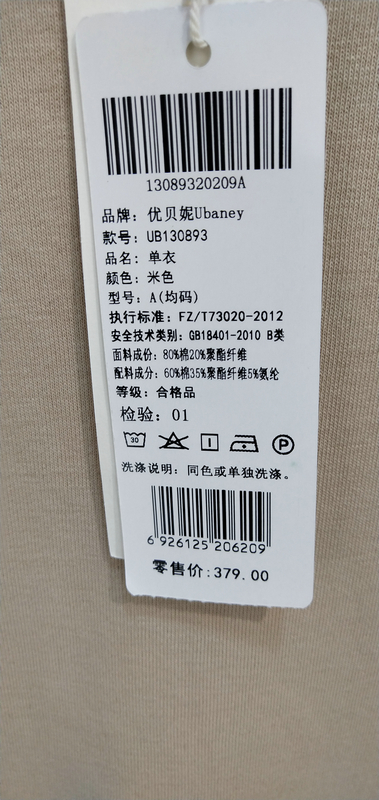 13089320209A
品牌: 优贝妮Ubaney
款号: UB130893
品名: 单衣
颜色: 米色
型号: A(均码)
执行标准: FZ/T73020-2012
安全技术类别: GB18401-2010 B类
面料成份: 80%棉20%聚酯纤维
配料成分: 60%棉35%聚酯纤维5%氨纶
等级: 合格品
检验: 01
30 P
洗涤说明: 同色或单独洗涤。
6 926125 206209
零售价:379.00